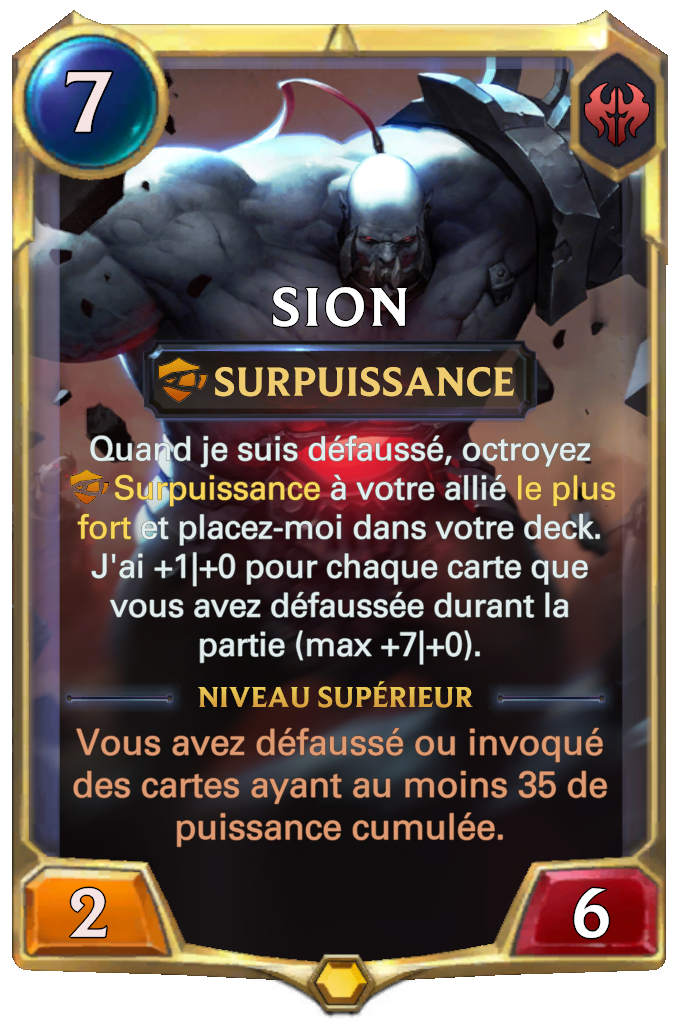 7
SION
SURPUISSANCE
Quand je suis défaussé, octroyez
Surpuissance à votre allié le plus
fort et placez-moi dans votre deck.
J'ai +1|+0 pour chaque carte que
vous avez défaussée durant la
partie (max +7|+0).
NIVEAU SUPÉRIEUR
Vous avez défaussé ou invoqué
des cartes ayant au moins 35 de
puissance cumulée.
2
6